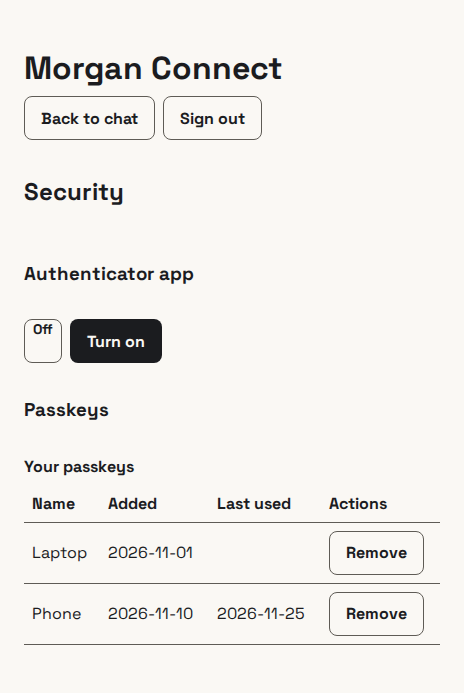 Morgan Connect
Back to chat Sign out
Security
Authenticator app
Off Turn on
Passkeys
Your passkeys
Name Added Last used Actions
Laptop 2026-11-01 Remove
Phone 2026-11-10 2026-11-25 Remove